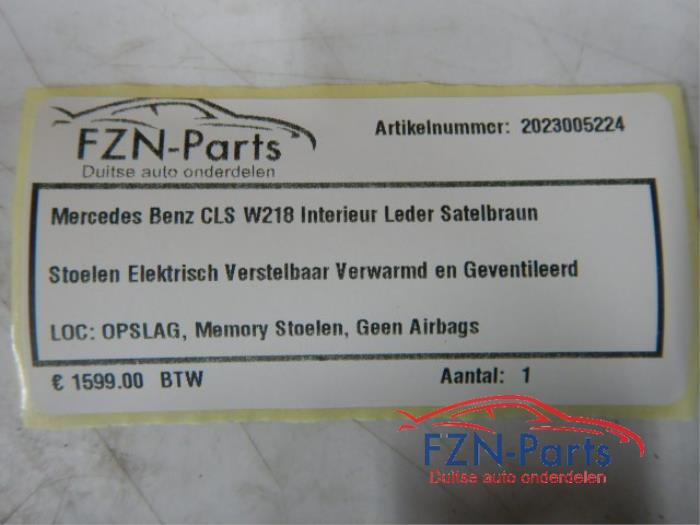 FZN-Parts
Duitse auto onderdelen
Artikelnummer: 2023005224
Mercedes Benz CLS W218 Interieur Leder Satelbraun
Stoelen Elektrisch Verstelbaar Verwarmd en Geventileerd
LOC: OPSLAG, Memory Stoelen, Geen Airbags
€ 1599.00 BTW
Aantal: 1
FZN-Parts
Duitse auto onderdelen